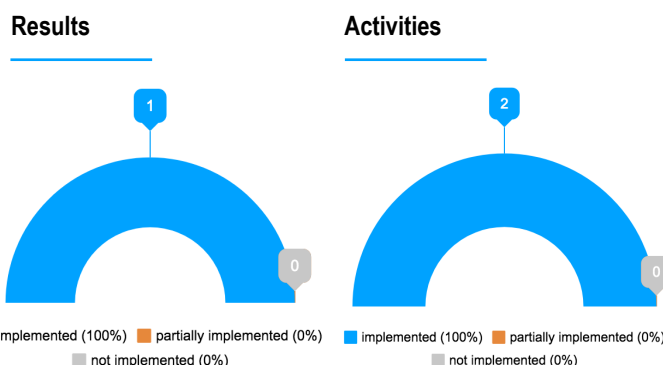 Results
Activities
1
2
0
0
implemented (100%) partially implemented (0%)
not implemented (0%)
implemented (100%) partially implemented (0%)
not implemented (0%)